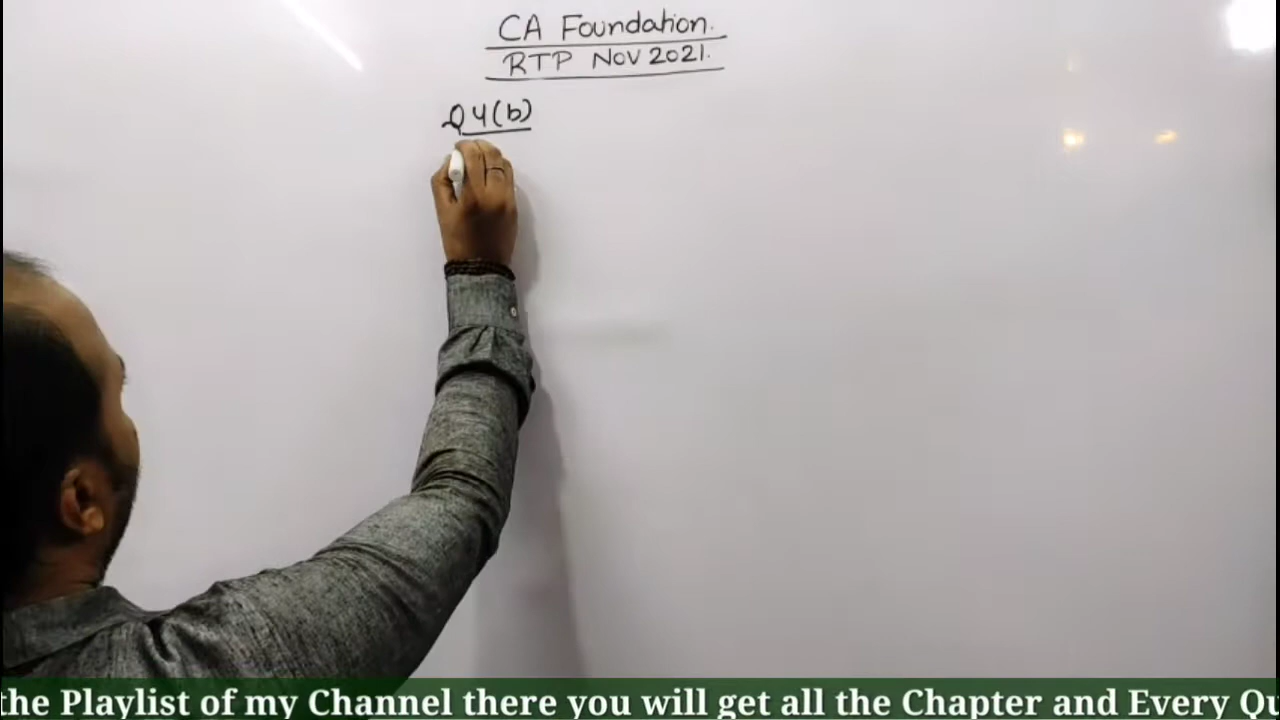 CA Foundation.
RTP Nov 2021.
Q4(b)
the Playlist of my Channel there you will get all the Chapter and Every Qu